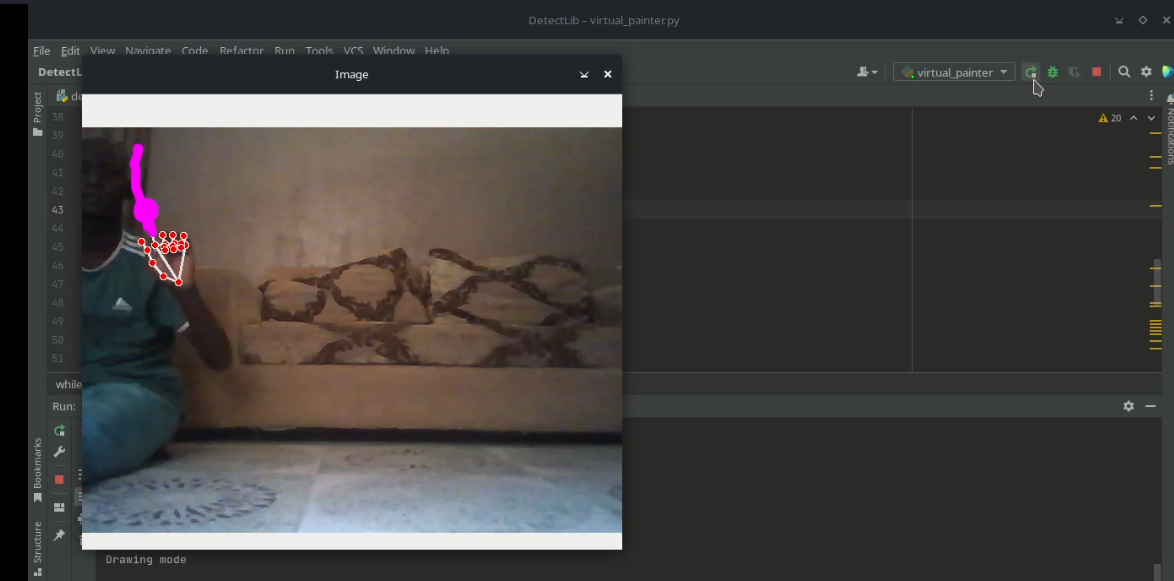 DetectLib – virtual_painter.py
File Edit View Navigate Code Refactor Run Tools VCS Window Help
Image
DetectL
virtual_painter
Project
de
38
39
40
41
42
43
44
45
46
47
48
49
50
51
20
Notifications
while
Run:
Bookmarks
Structure
Drawing mode